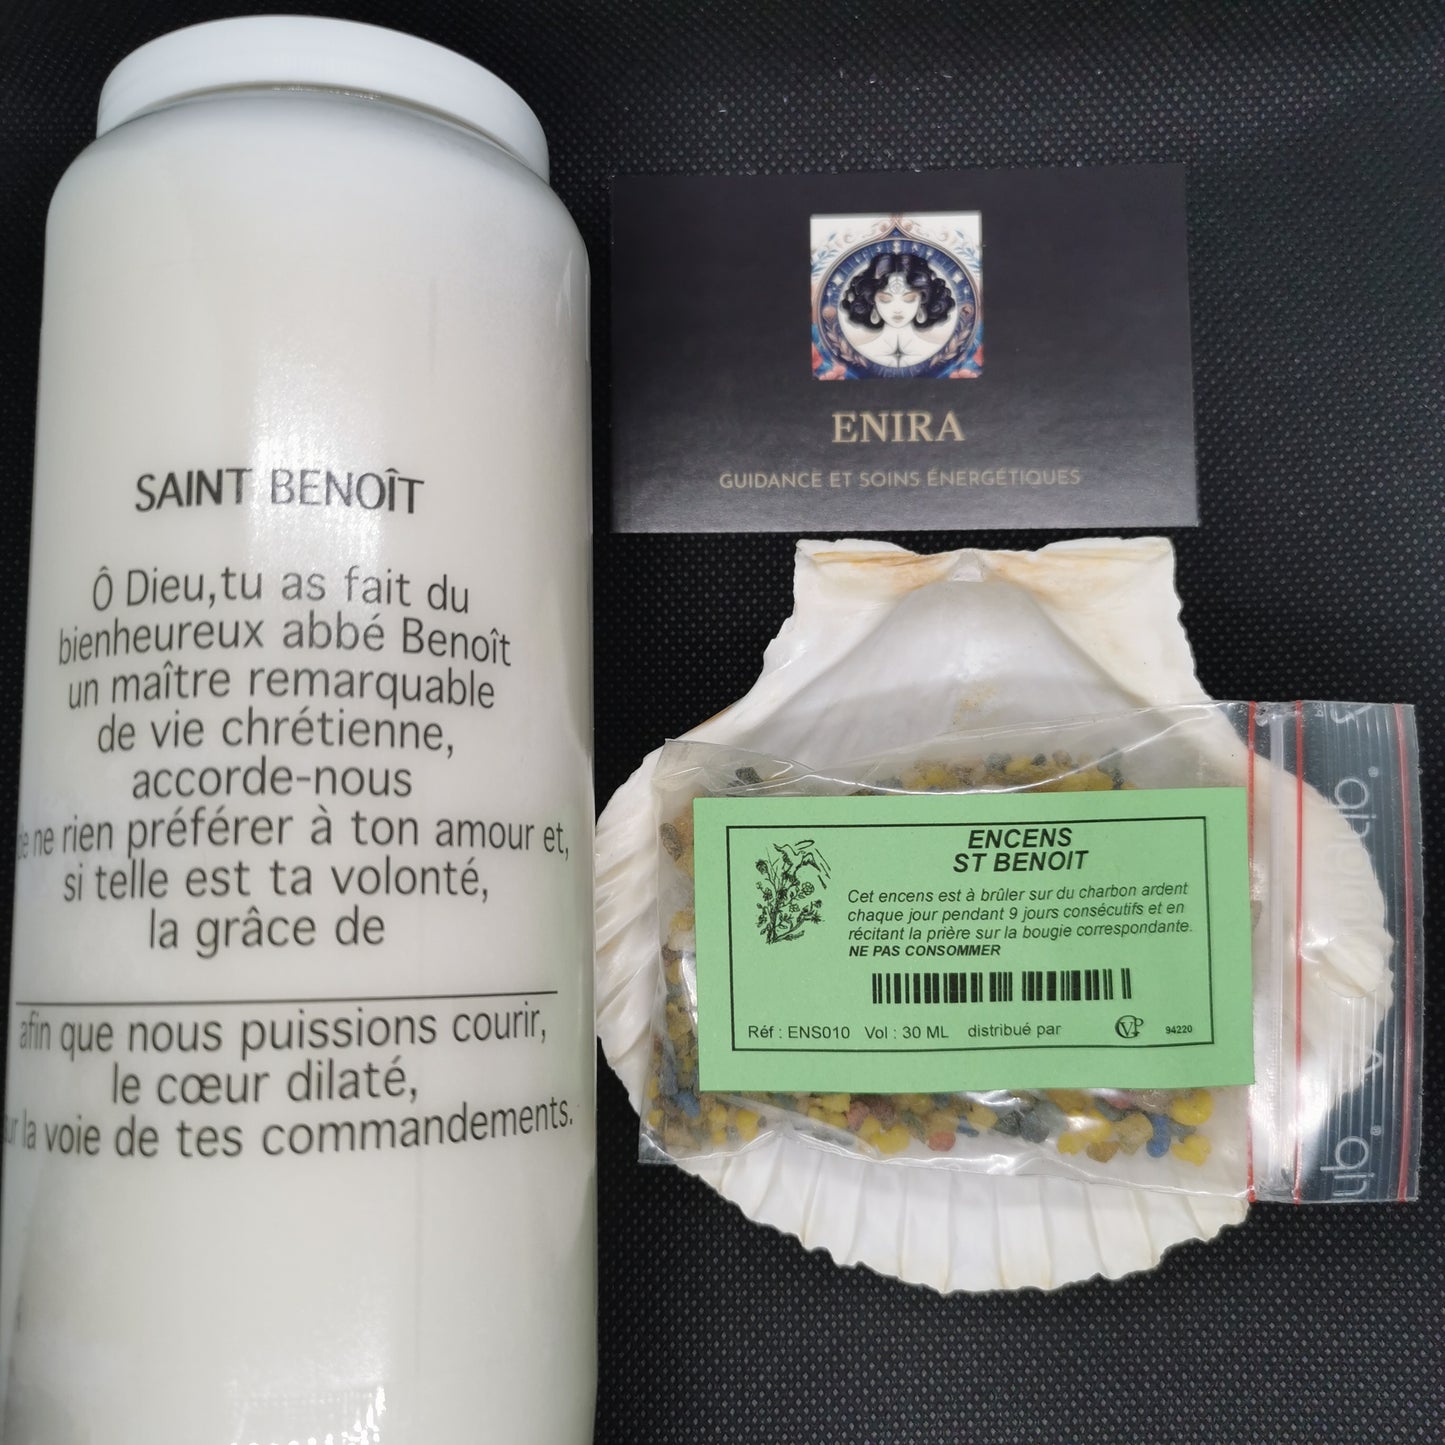 SAINT BENOÎT
Ô Dieu, tu as fait du
bienheureux abbé Benoît
un maître remarquable
de vie chrétienne,
accorde-nous
ne rien préférer à ton amour et,
si telle est ta volonté,
la grâce de
afin que nous puissions courir,
le cœur dilaté,
la voie de tes commandements.
ENIRA
GUIDANCE ET SOINS ÉNERGÉTIQUES
ENCENS
ST BENOIT
Cet encens est à brûler sur du charbon ardent
chaque jour pendant 9 jours consécutifs et en
récitant la prière sur la bougie correspondante.
NE PAS CONSOMMER
Réf : ENS010 Vol : 30 ML distribué par CVP 94220